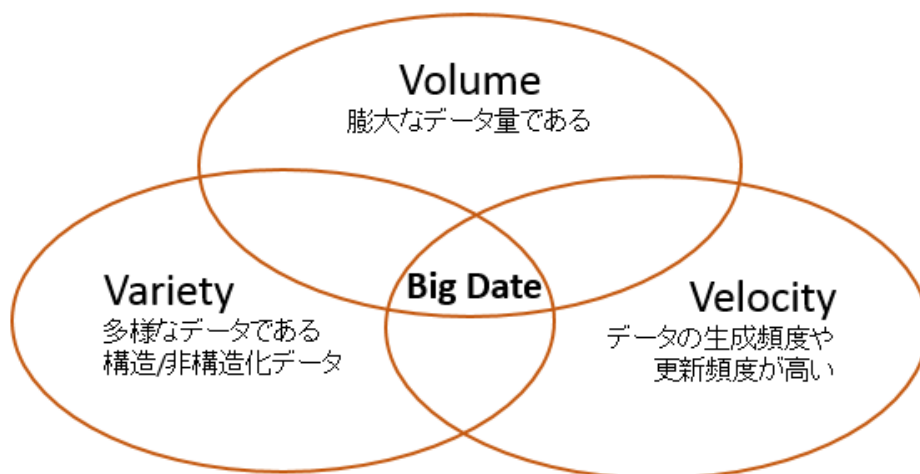 Volume
膨大なデータ量である
Big Date
Variety
多様なデータである
構造/非構造化データ
Velocity
データの生成頻度や
更新頻度が高い